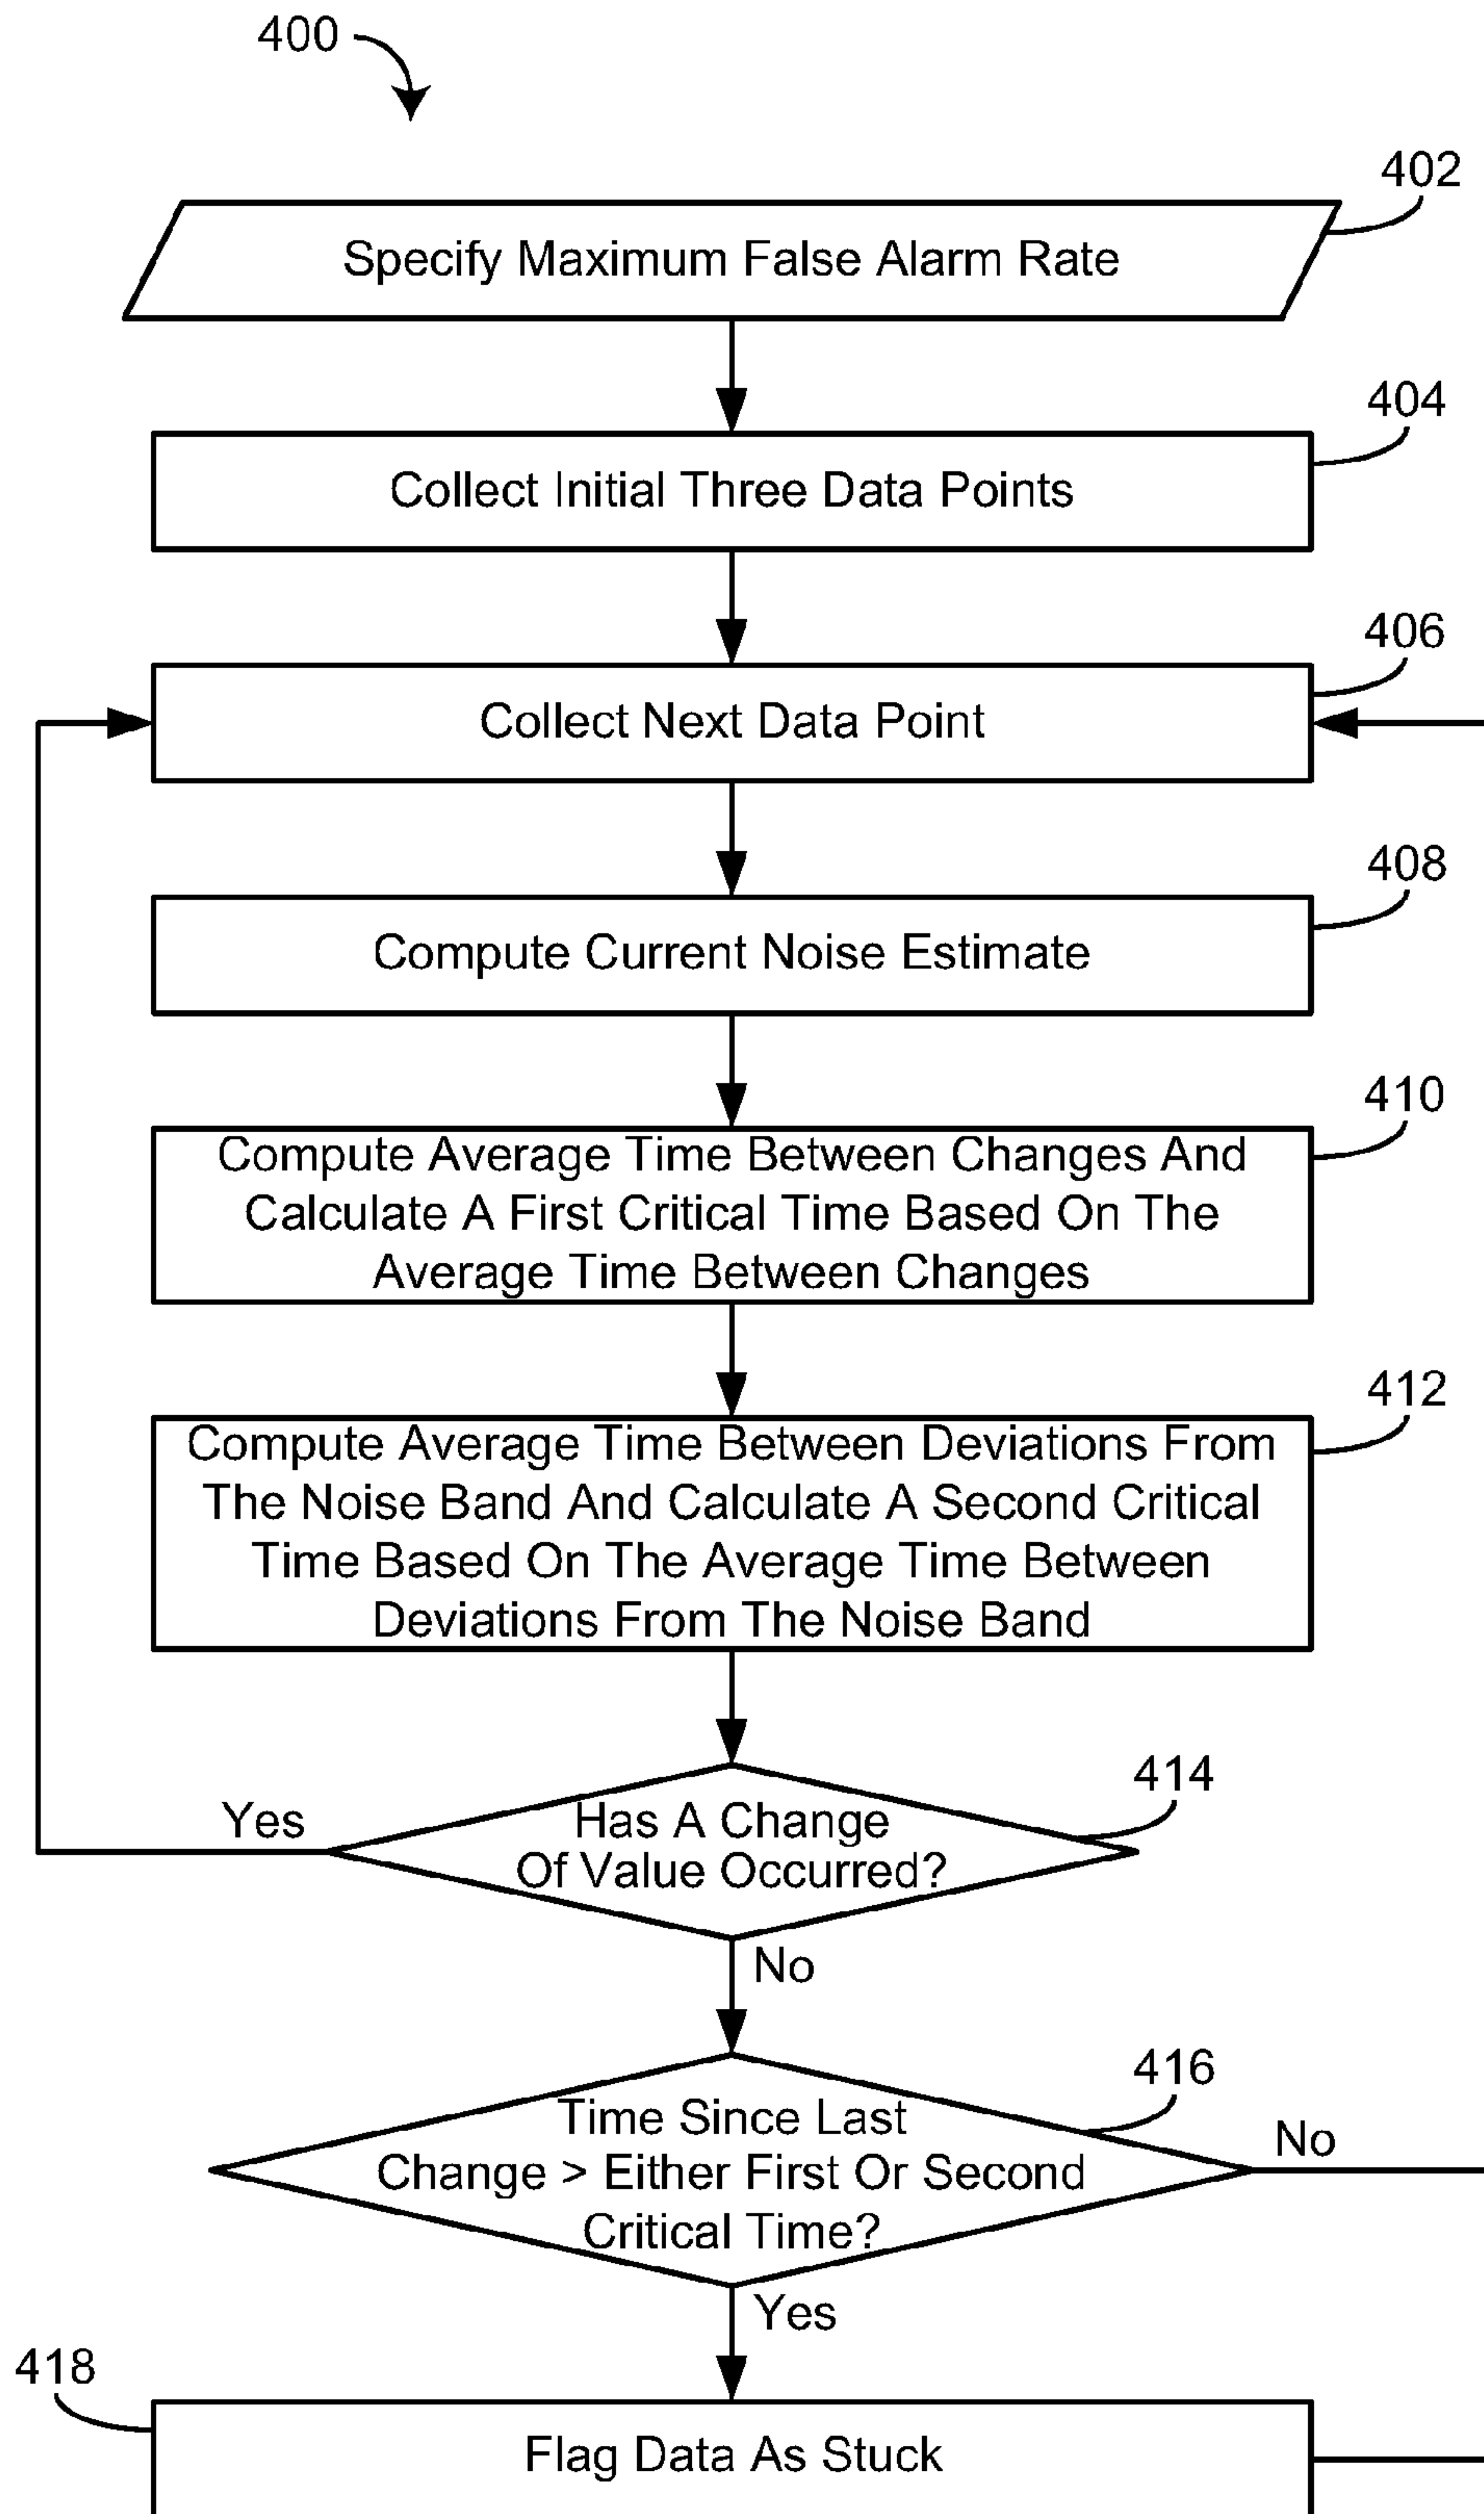 400
402
Specify Maximum False Alarm Rate
404
Collect Initial Three Data Points
406
Collect Next Data Point
408
Compute Current Noise Estimate
410
Compute Average Time Between Changes And
Calculate A First Critical Time Based On The
Average Time Between Changes
412
Compute Average Time Between Deviations From
The Noise Band And Calculate A Second Critical
Time Based On The Average Time Between
Deviations From The Noise Band
414
Yes
Has A Change
Of Value Occurred?
No
416
Time Since Last
Change > Either First Or Second
Critical Time?
No
Yes
418
Flag Data As Stuck